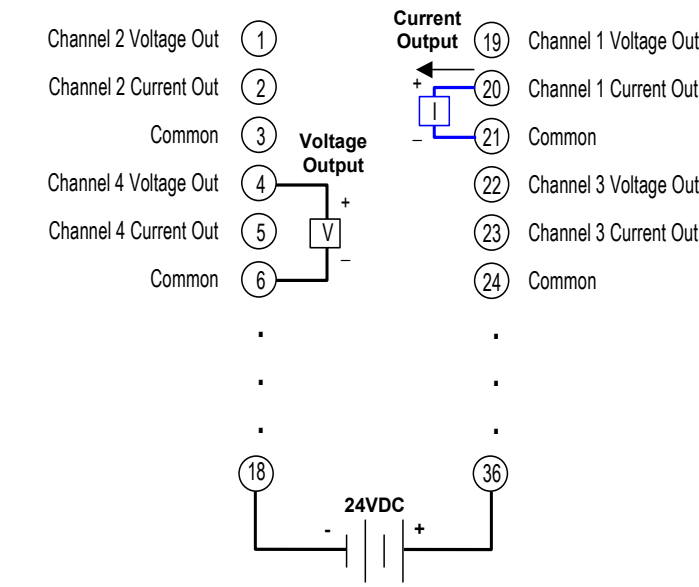 Current
Output
Channel 2 Voltage Out 1
19 Channel 1 Voltage Out
Channel 2 Current Out 2
20 Channel 1 Current Out
+
I
–
Common 3
21 Common
Voltage
Output
Channel 4 Voltage Out 4
22 Channel 3 Voltage Out
+
V
–
Channel 4 Current Out 5
23 Channel 3 Current Out
Common 6
24 Common
18
36
24VDC
- +